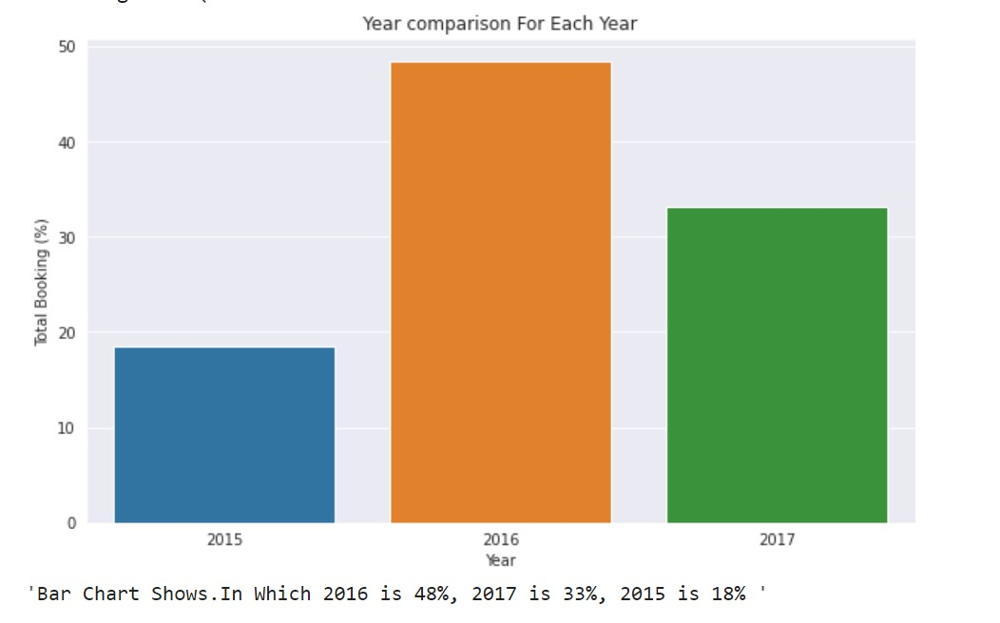 Year comparison For Each Year
50
40
30
20
10
0
Total Booking (%)
2015 2016 2017
Year
'Bar Chart Shows.In Which 2016 is 48%, 2017 is 33%, 2015 is 18% '